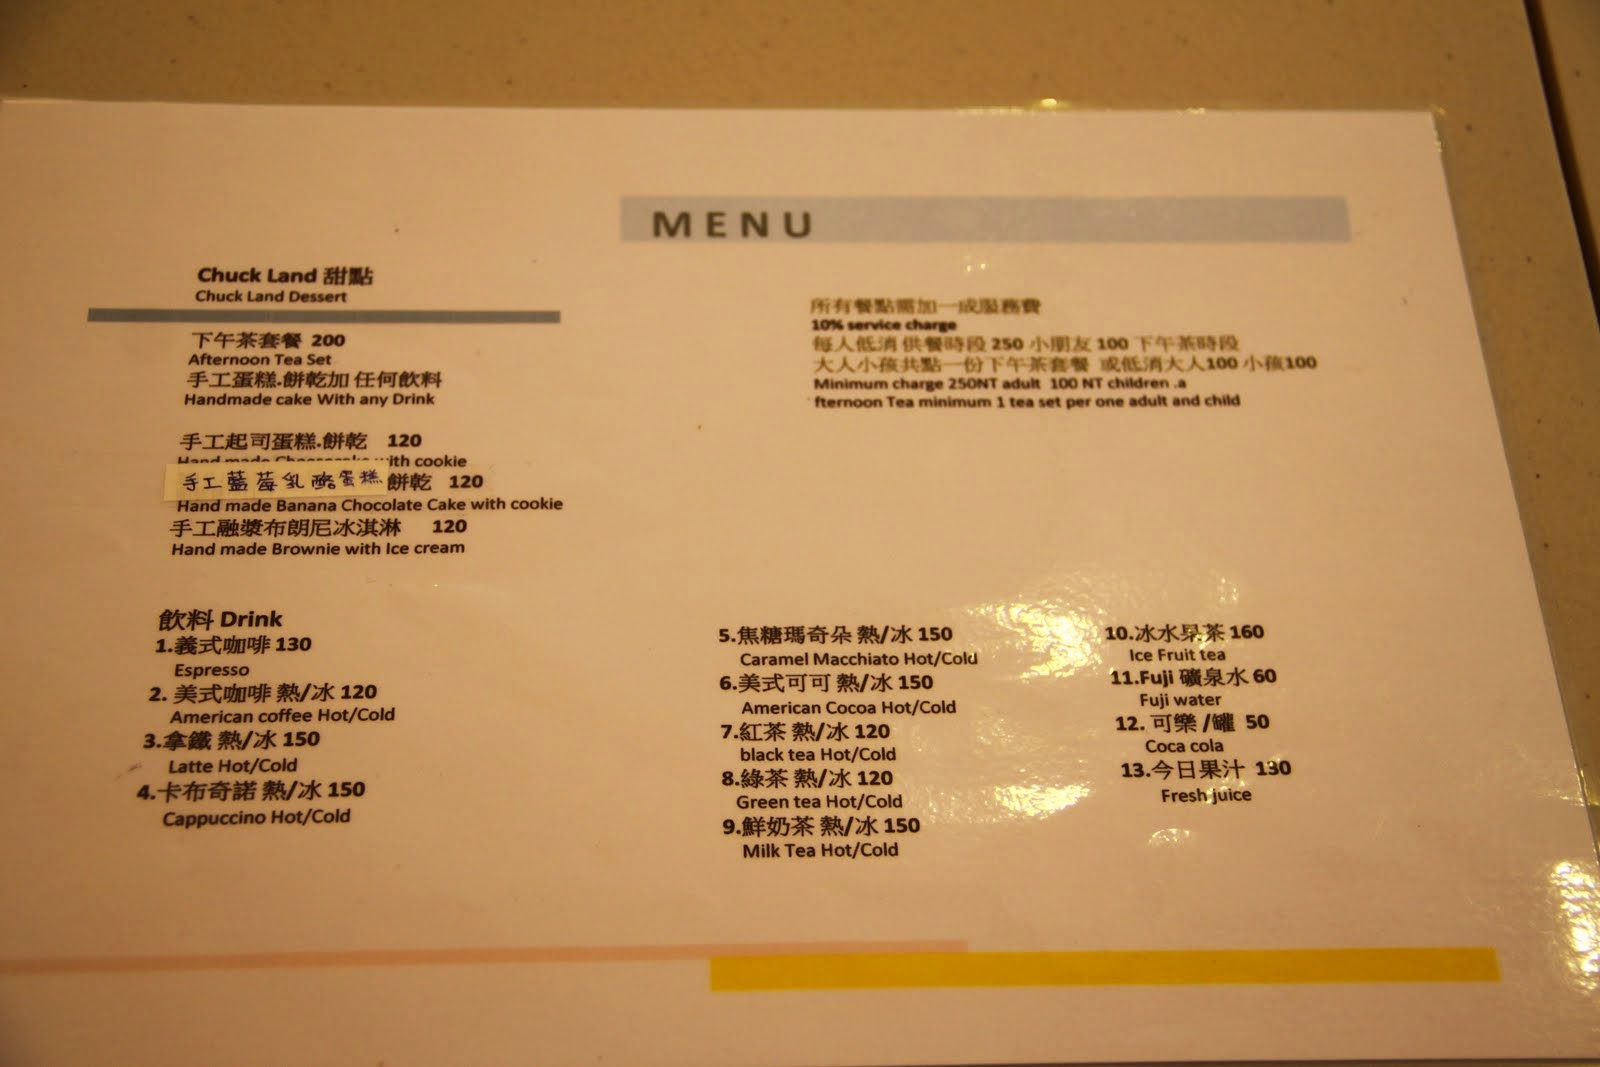 MENU
Chuck Land 甜點
Chuck Land Dessert
下午茶套餐 200
Afternoon Tea Set
手工蛋糕.餅乾加 任何飲料
Handmade cake With any Drink
手工起司蛋糕.餅乾 120
Hand made Cheesecake with cookie
手工藍莓乳酪蛋糕 餅乾 120
Hand made Banana Chocolate Cake with cookie
手工融漿布朗尼冰淇淋 120
Hand made Brownie with Ice cream
所有餐點需加一成服務費
10% service charge
每人低消 供餐時段 250 小朋友 100 下午茶時段
大人小孩共點一份下午茶套餐 或低消大人100 小孩100
Minimum charge 250NT adult 100 NT children .a
fternoon Tea minimum 1 tea set per one adult and child
飲料 Drink
1.義式咖啡 130
Espresso
2. 美式咖啡 熱/冰 120
American coffee Hot/Cold
3.拿鐵 熱/冰 150
Latte Hot/Cold
4.卡布奇諾 熱/冰 150
Cappuccino Hot/Cold
5.焦糖瑪奇朵 熱/冰 150
Caramel Macchiato Hot/Cold
6.美式可可 熱/冰 150
American Cocoa Hot/Cold
7.紅茶 熱/冰 120
black tea Hot/Cold
8.綠茶 熱/冰 120
Green tea Hot/Cold
9.鮮奶茶 熱/冰 150
Milk Tea Hot/Cold
10.冰水果茶 160
Ice Fruit tea
11.Fuji 礦泉水 60
Fuji water
12. 可樂 /罐 50
Coca cola
13.今日果汁 130
Fresh juice